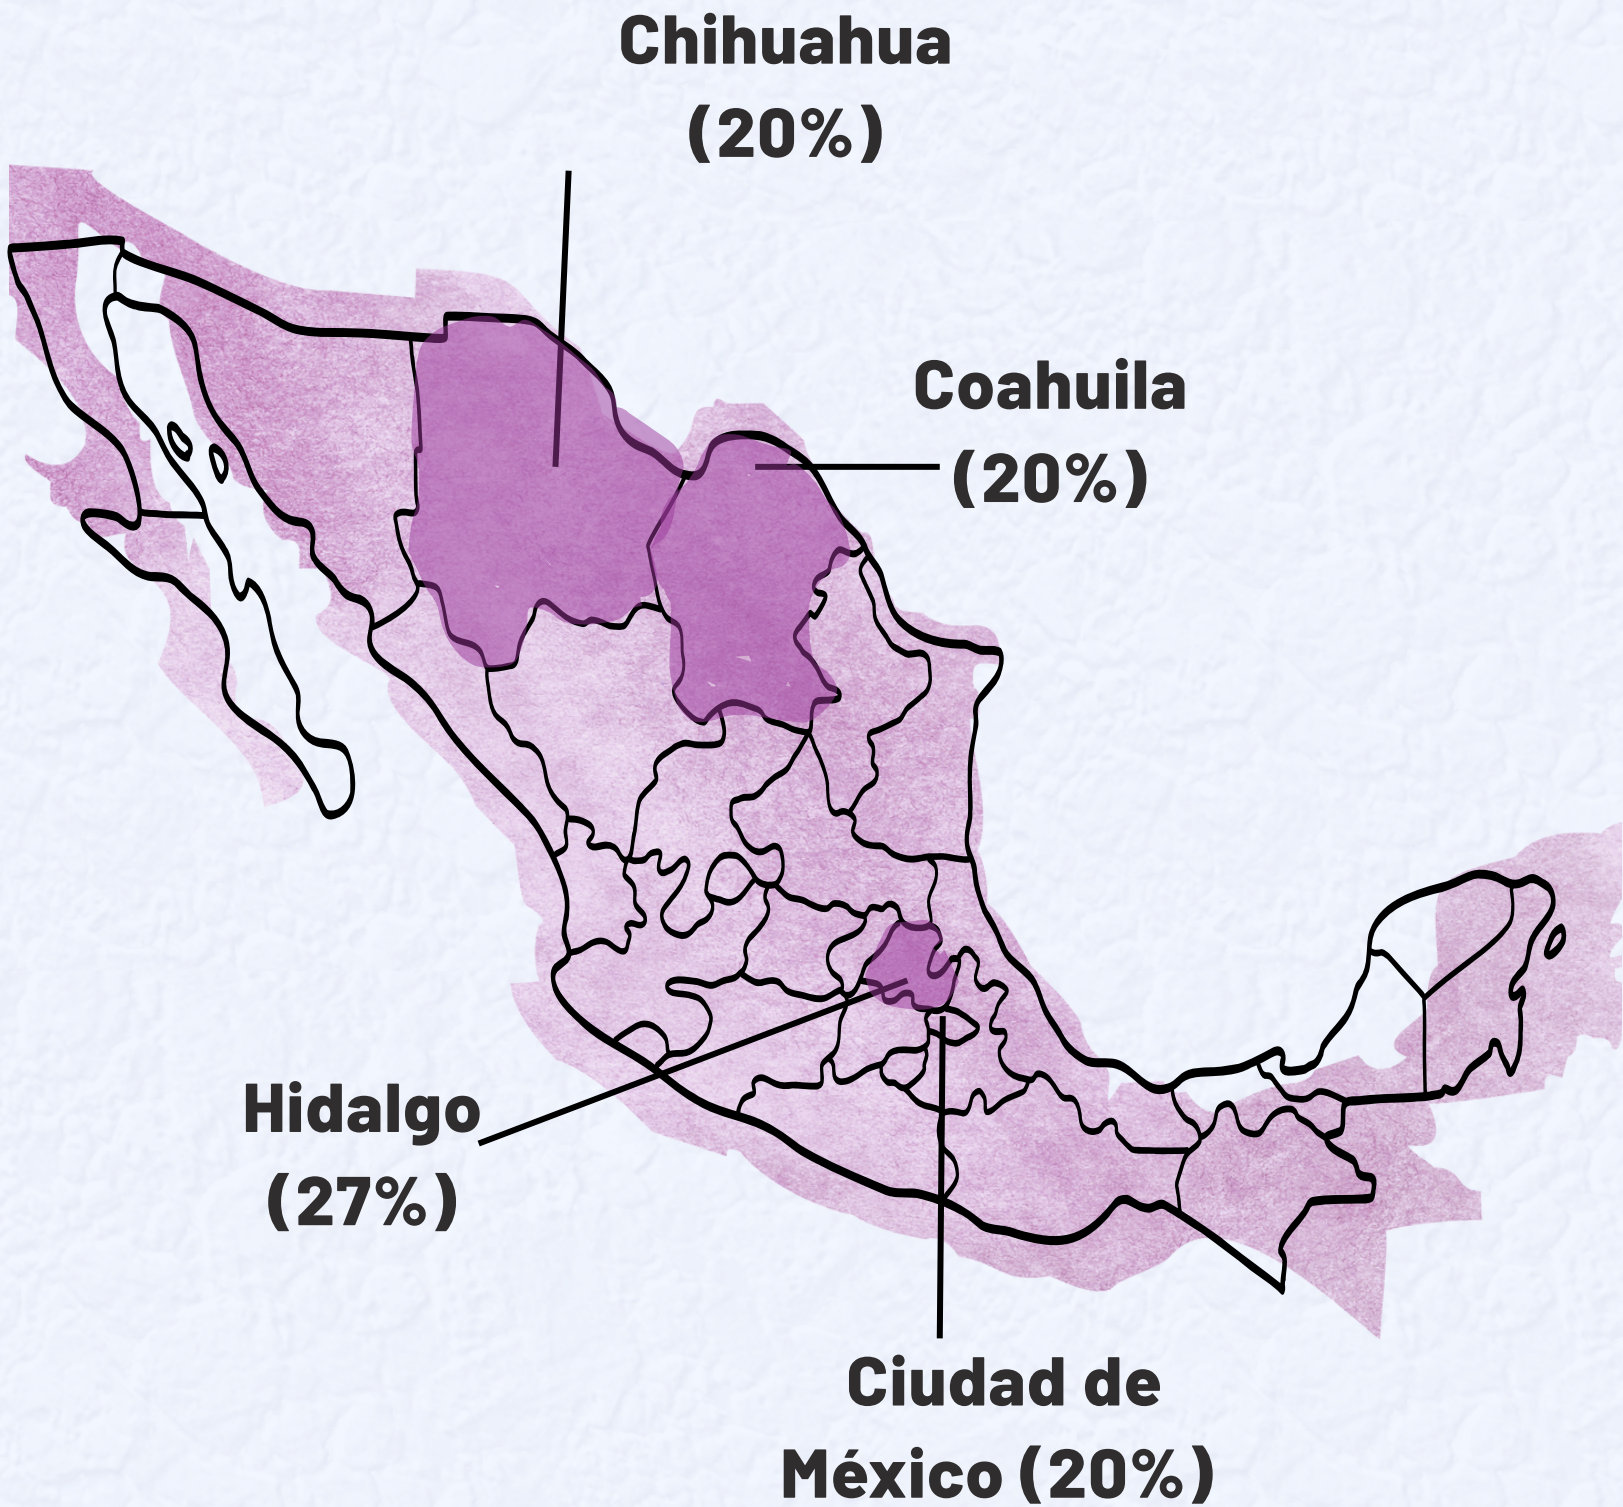 Chihuahua
(20%)
Coahuila
(20%)
Hidalgo
(27%)
Ciudad de
México (20%)